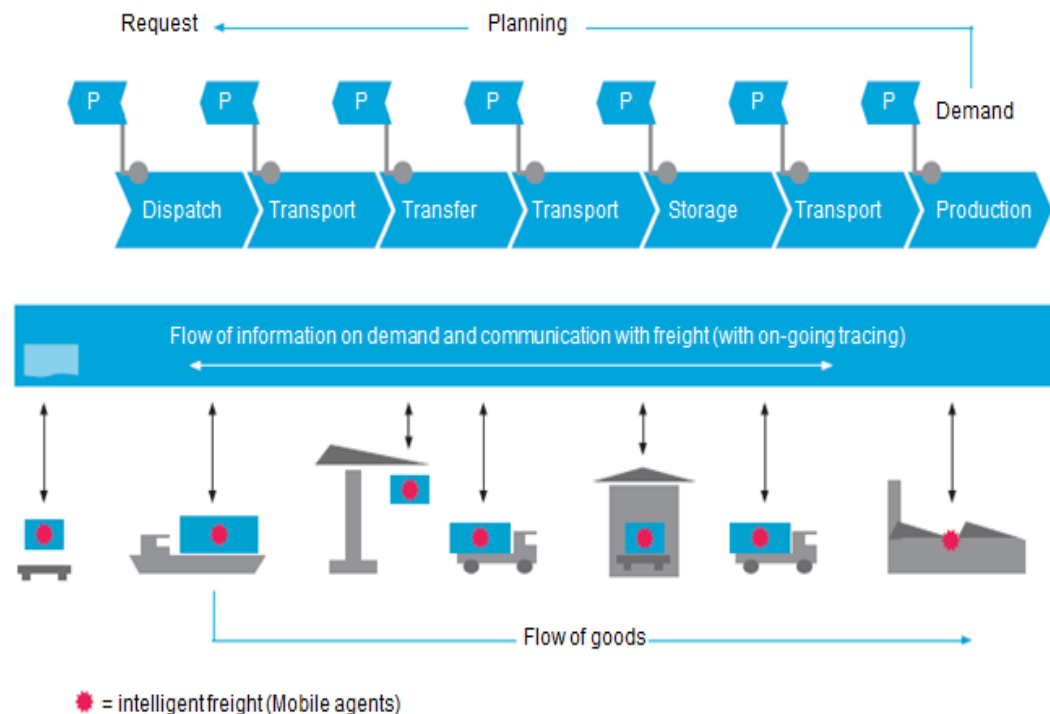 Request
Planning
P P P P P P P
Demand
Dispatch Transport Transfer Transport Storage Transport Production
Flow of information on demand and communication with freight (with on-going tracing)
Flow of goods
= intelligent freight (Mobile agents)